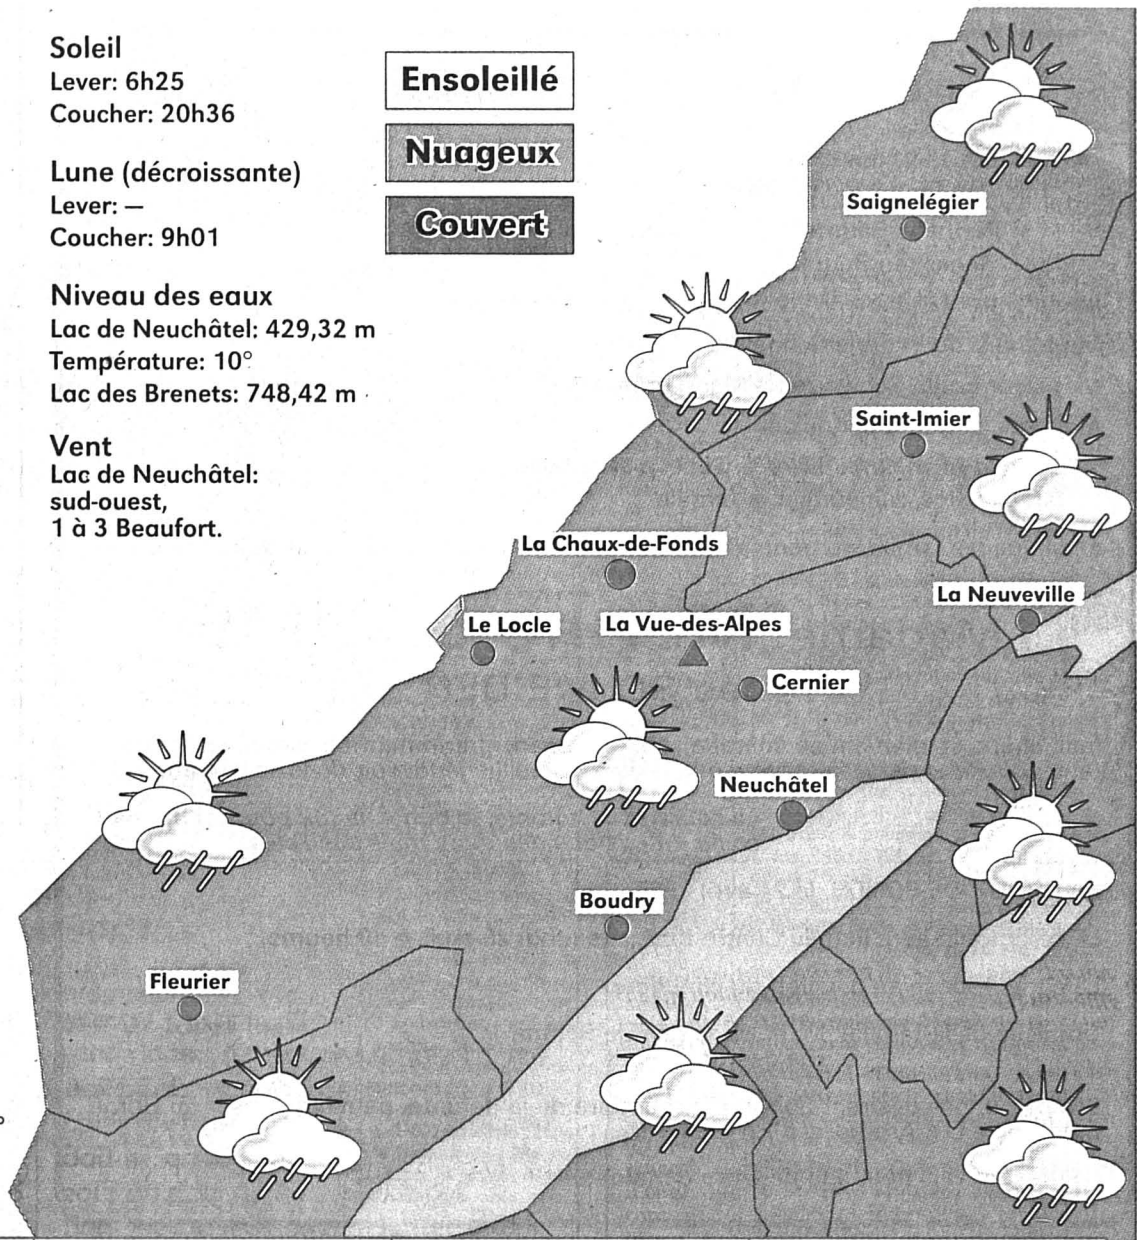 Soleil
Lever: 6h25
Coucher: 20h36
Lune (décroissante)
Lever: —
Coucher: 9h01
Niveau des eaux
Lac de Neuchâtel: 429,32 m
Température: 10°
Lac des Brenets: 748,42 m
Vent
Lac de Neuchâtel:
sud-ouest,
1 à 3 Beaufort.
Ensoleillé
Nuageux
Couvert
Saignelégier
Saint-Imier
La Chaux-de-Fonds
La Neuveville
Le Locle
La Vue-des-Alpes
Cernier
Neuchâtel
Boudry
Fleurier